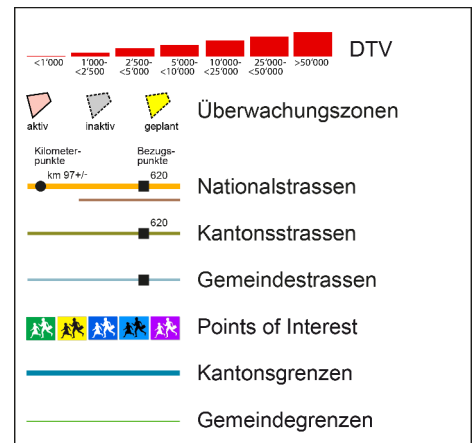 DTV
<1'000 1'000- 2'500- 5'000- 10'000- 25'000- >50'000
<2'500 <5'000 <10'000 <25'000 <50'000
Überwachungszonen
aktiv inaktiv geplant
Kilometer- Bezugs-
punkte punkte
km 97+/- 620
Nationalstrassen
620
Kantonsstrassen
Gemeindestrassen
Points of Interest
Kantonsgrenzen
Gemeindegrenzen